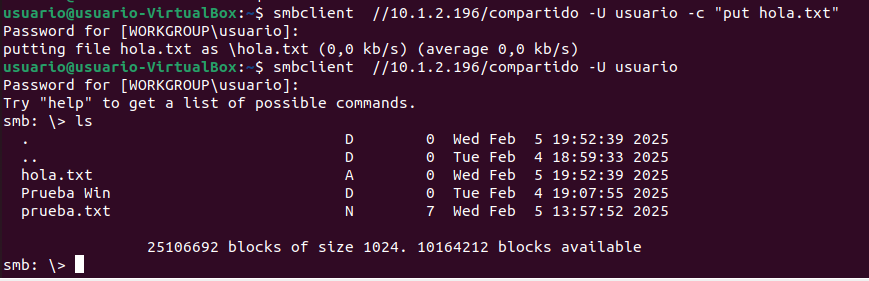 usuario@usuario-VirtualBox:~$ smbclient  //10.1.2.196/compartido -U usuario -c "put hola.txt"
Password for [WORKGROUP\usuario]:
putting file hola.txt as \hola.txt (0,0 kb/s) (average 0,0 kb/s)
usuario@usuario-VirtualBox:~$ smbclient  //10.1.2.196/compartido -U usuario
Password for [WORKGROUP\usuario]:
Try "help" to get a list of possible commands.
smb: \> ls
  .                                   D        0  Wed Feb  5 19:52:39 2025
  ..                                  D        0  Tue Feb  4 18:59:33 2025
  hola.txt                            A        0  Wed Feb  5 19:52:39 2025
  Prueba Win                          D        0  Tue Feb  4 19:07:55 2025
  prueba.txt                          N        7  Wed Feb  5 13:57:52 2025
                25106692 blocks of size 1024. 10164212 blocks available
smb: \>